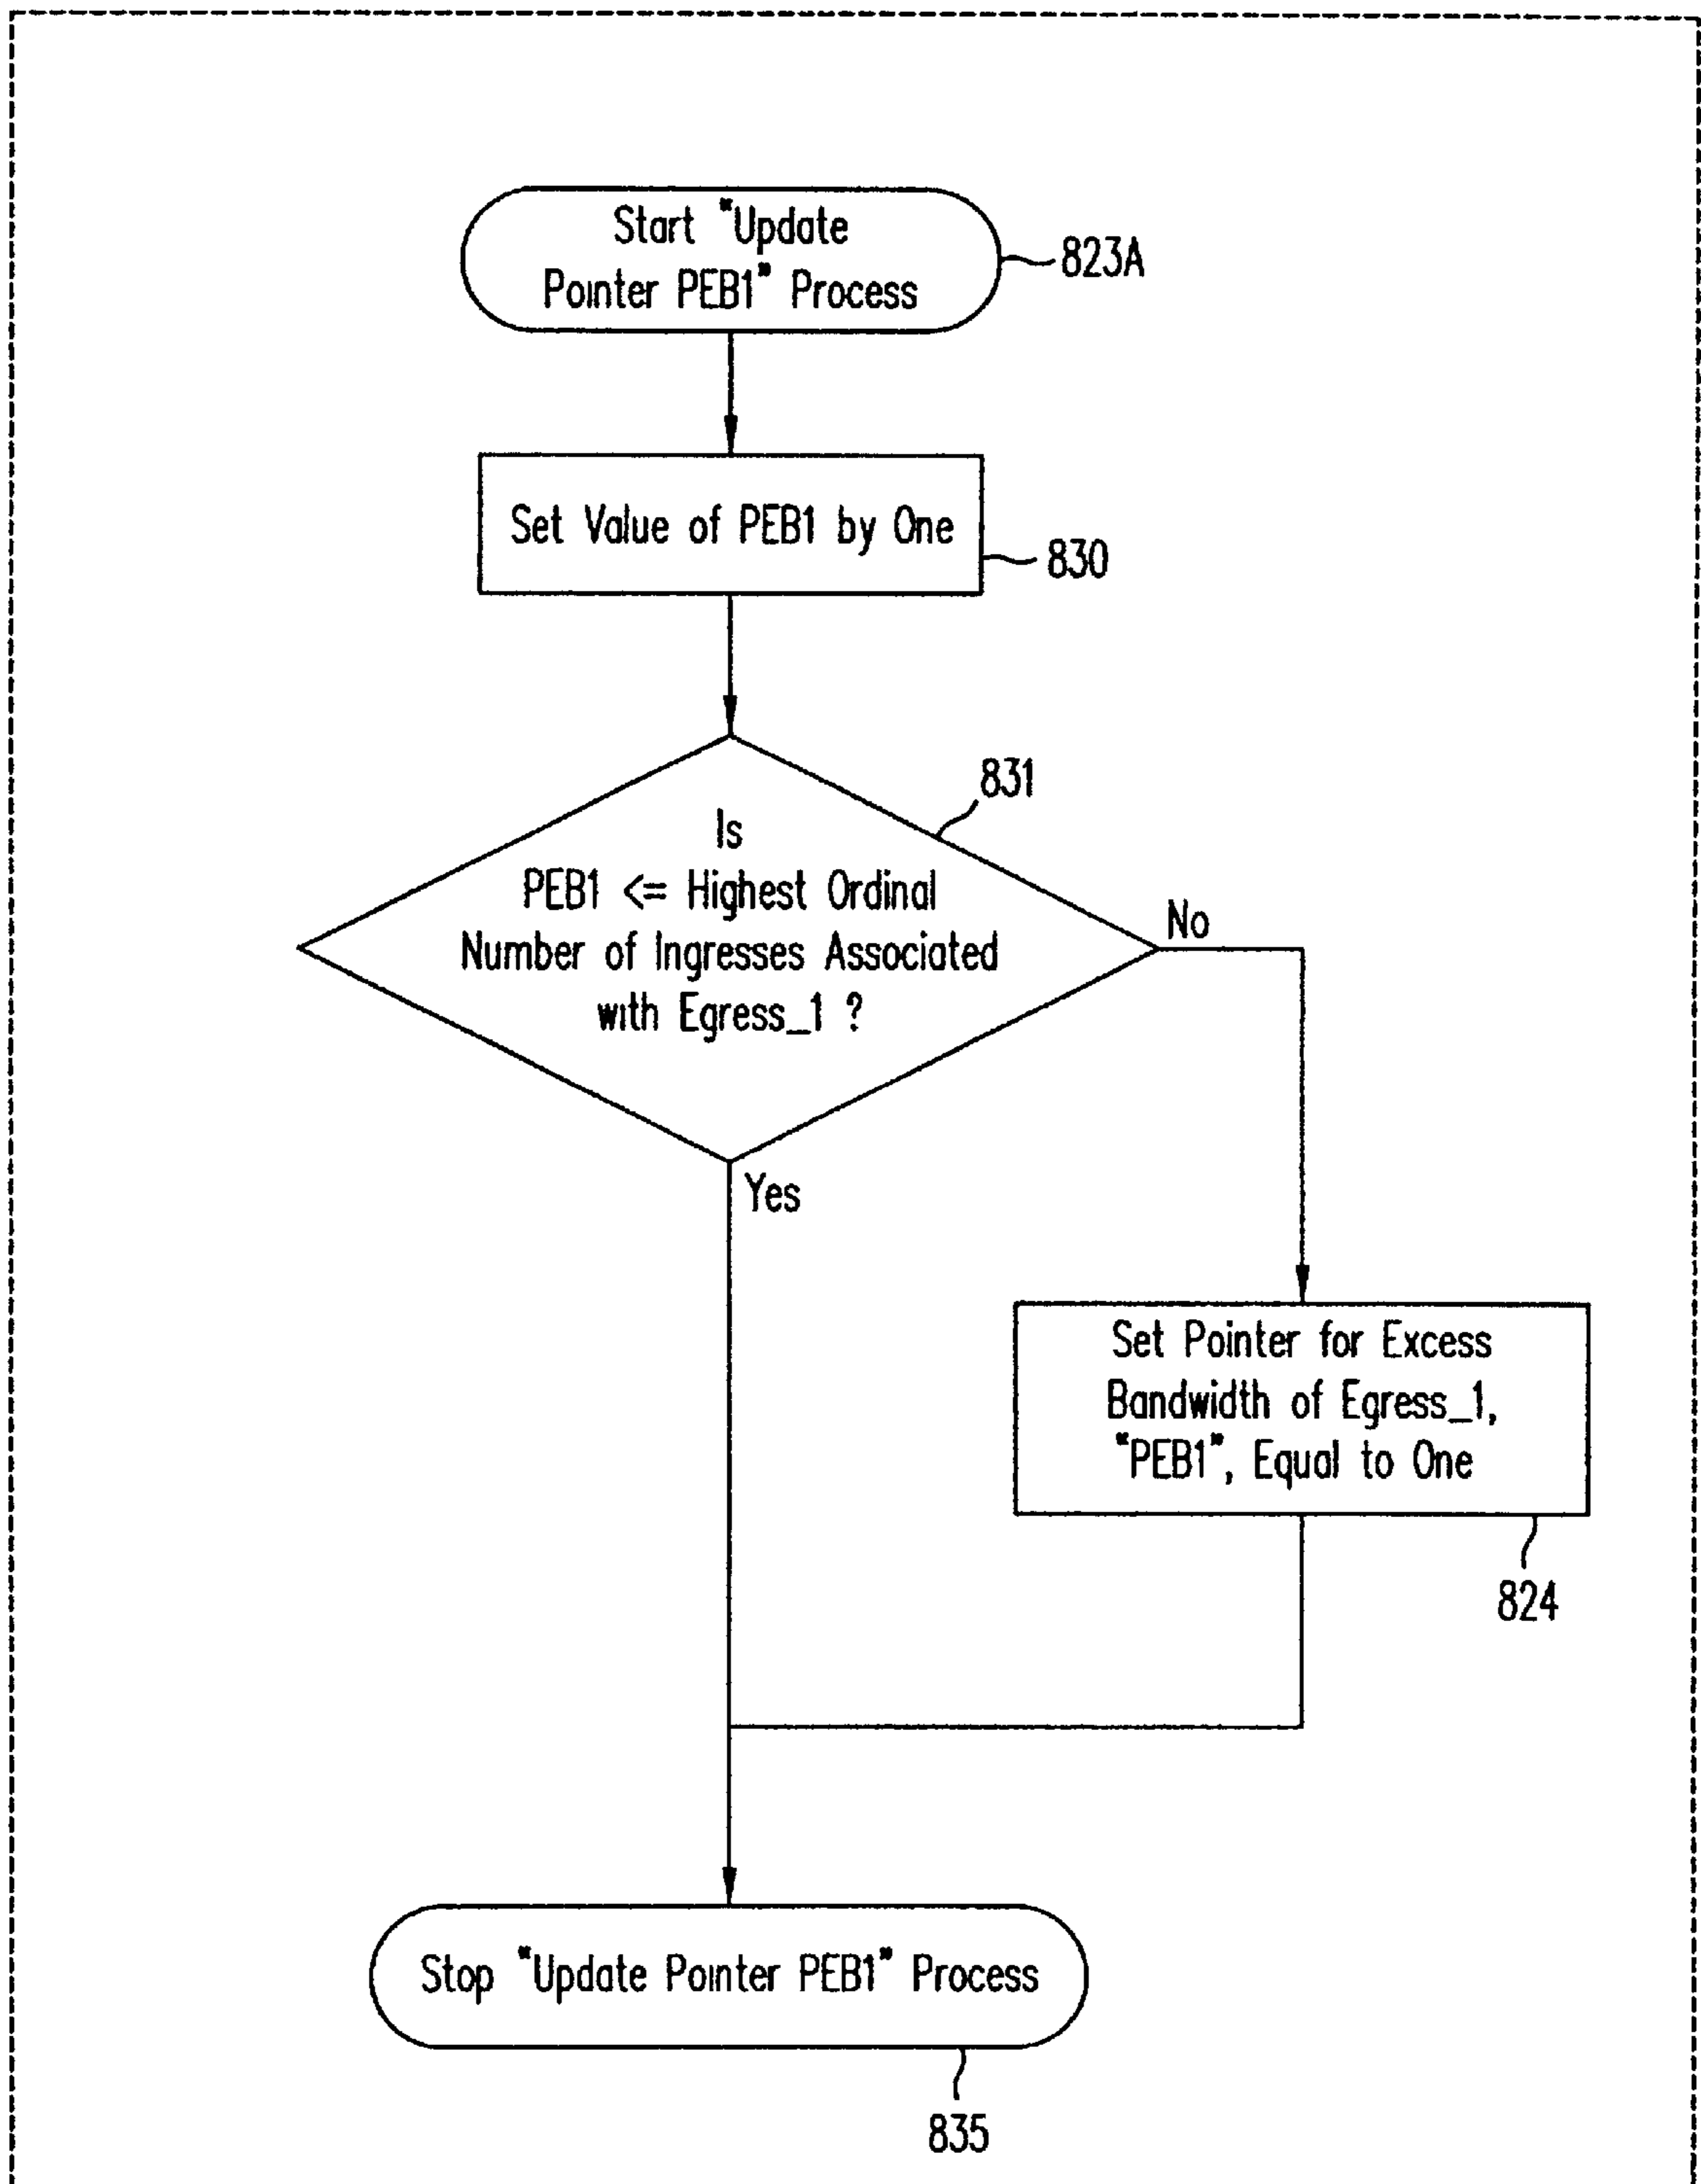 Start "Update
Pointer PEB1" Process
823A
Set Value of PEB1 by One
830
831
Is
PEB1 <= Highest Ordinal
Number of Ingresses Associated
with Egress_1 ?
No
Yes
Set Pointer for Excess
Bandwidth of Egress_1,
"PEB1", Equal to One
824
Stop "Update Pointer PEB1" Process
835